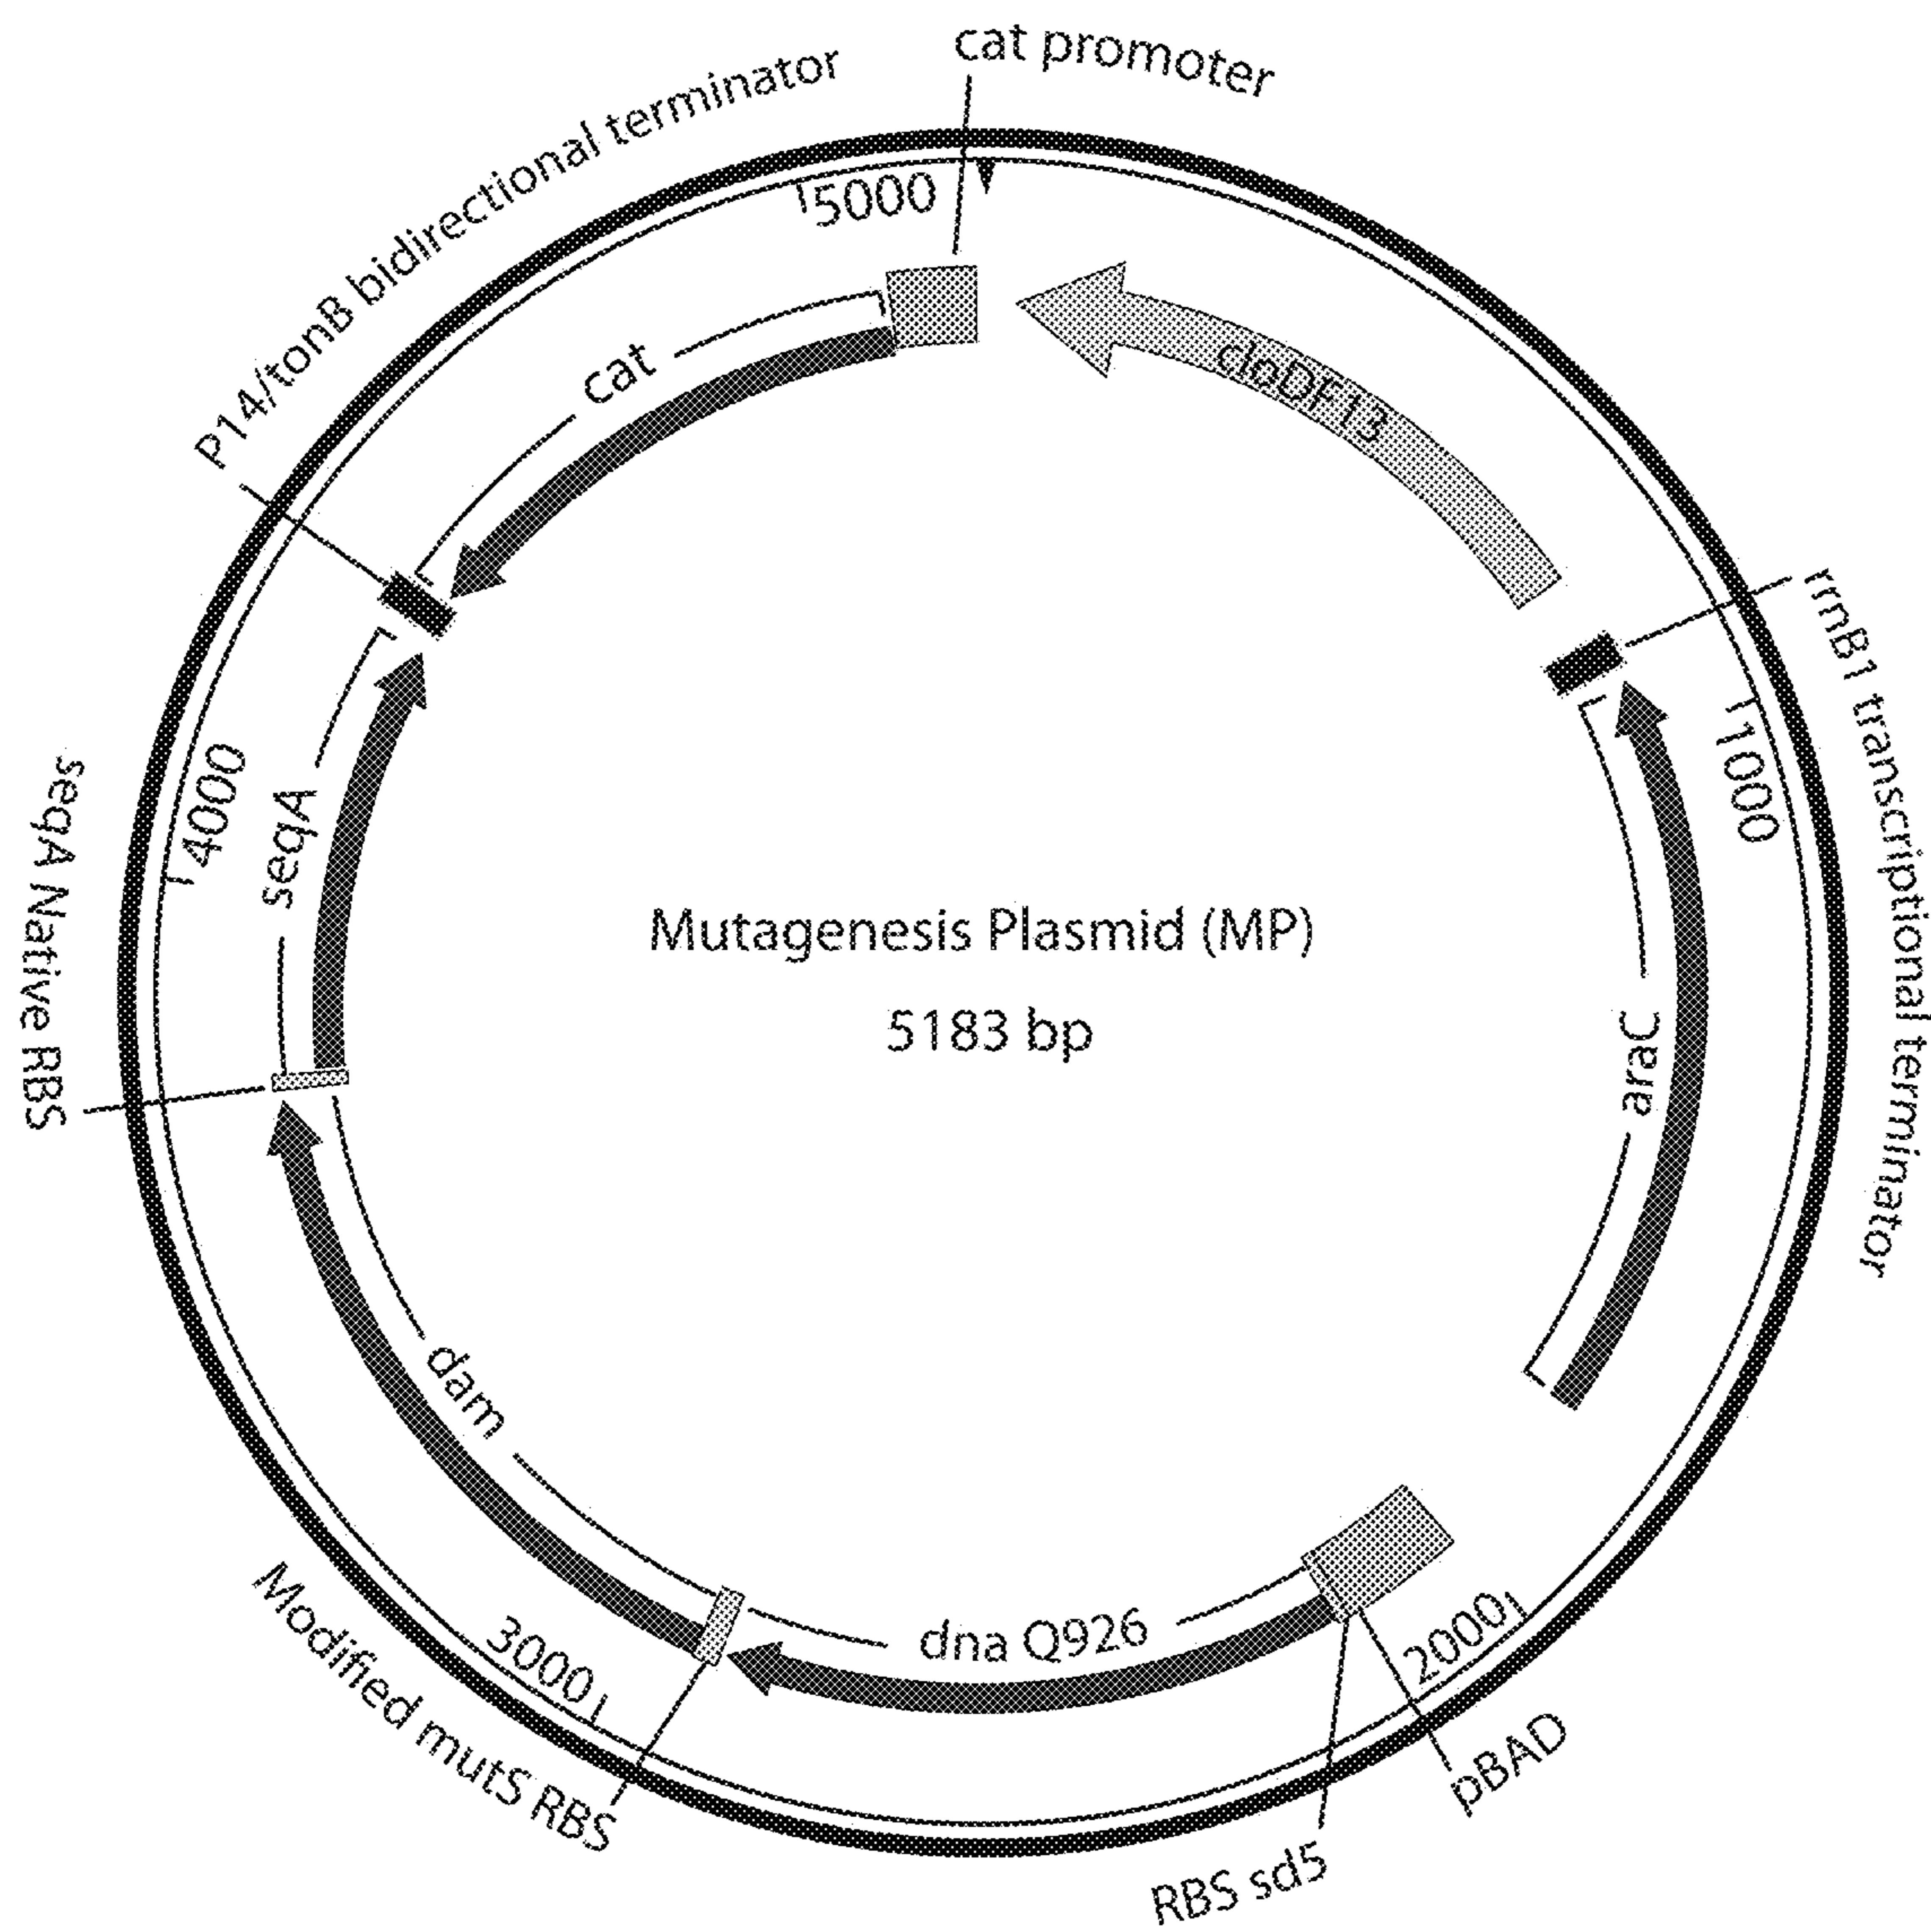 cat promoter
P14/tonB bidirectional terminator
5000
cat
cloDF13
rrnB1 transcriptional terminator
1000
4000
seqA
seqA Native RBS
Mutagenesis Plasmid (MP)
5183 bp
araC
dam
dna Q926
3000
2000
Modified mutS RBS
pBAD
RBS sd5